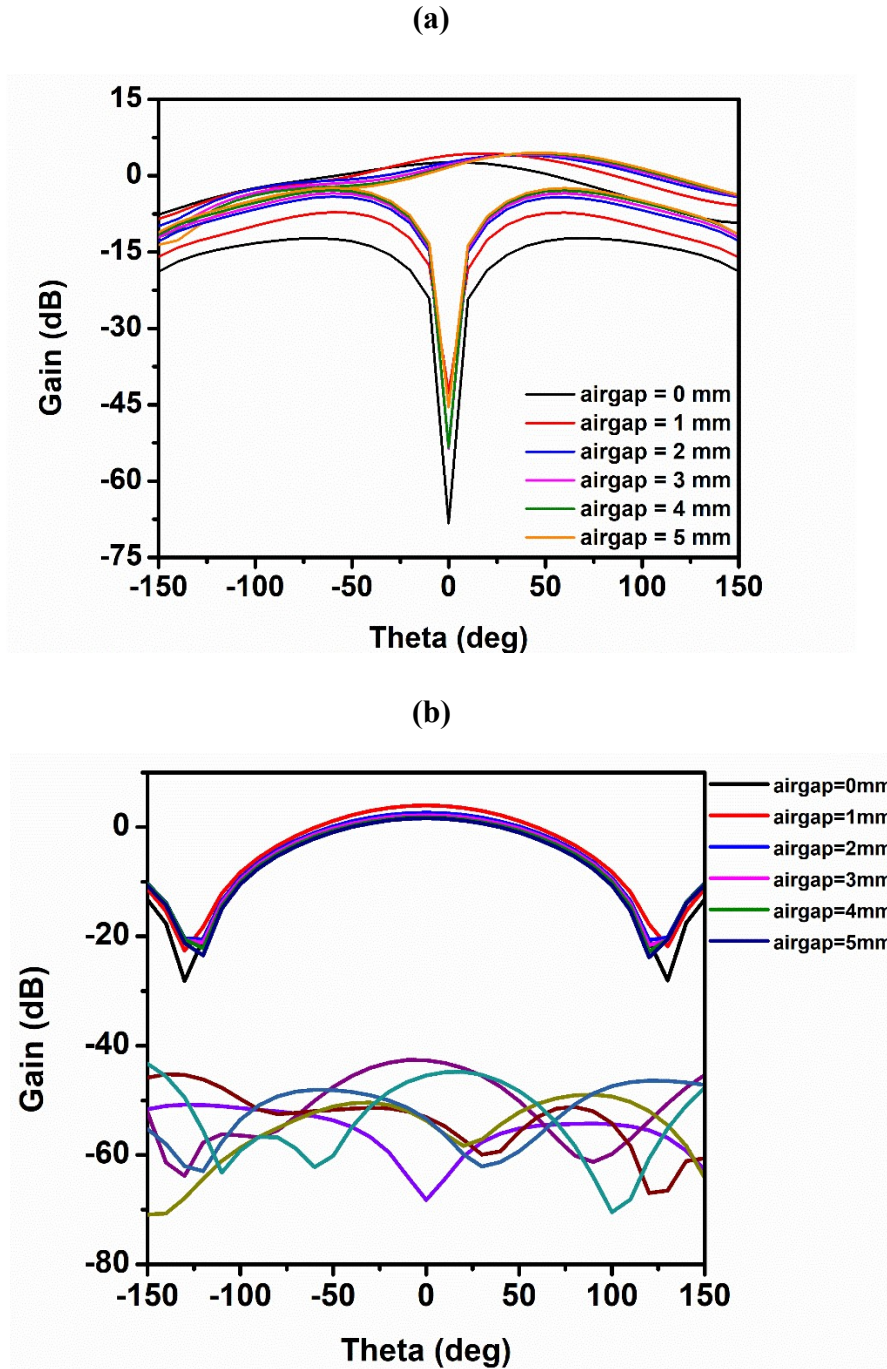 (a)
15
0
-15
-30
-45
-60
-75
Gain (dB)
airgap = 0 mm
airgap = 1 mm
airgap = 2 mm
airgap = 3 mm
airgap = 4 mm
airgap = 5 mm
-150 -100 -50 0 50 100 150
Theta (deg)
(b)
0
-20
-40
-60
-80
Gain (dB)
airgap=0mm
airgap=1mm
airgap=2mm
airgap=3mm
airgap=4mm
airgap=5mm
-150 -100 -50 0 50 100 150
Theta (deg)